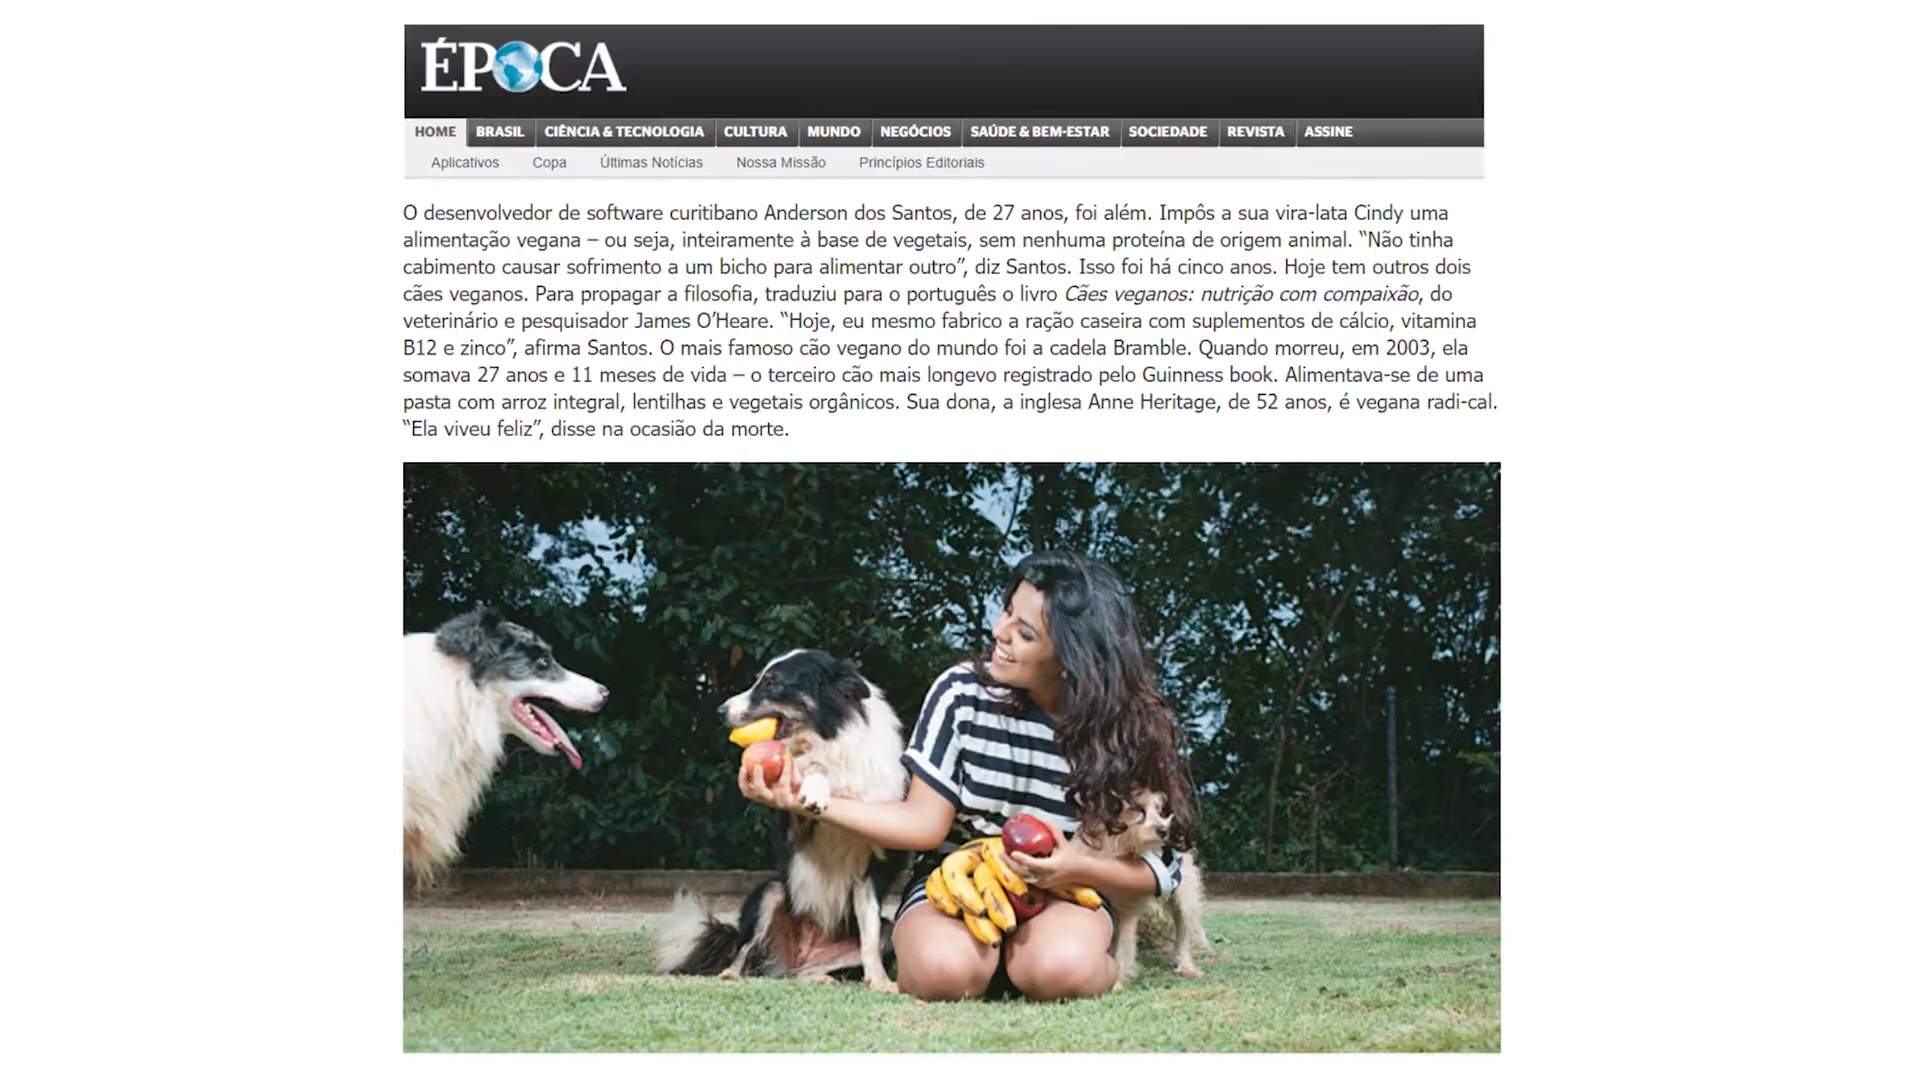 ÉPOCA
HOME BRASIL CIÊNCIA & TECNOLOGIA CULTURA MUNDO NEGÓCIOS SAÚDE & BEM-ESTAR SOCIEDADE REVISTA ASSINE
Aplicativos Copa Últimas Notícias Nossa Missão Princípios Editoriais
O desenvolvedor de software curitibano Anderson dos Santos, de 27 anos, foi além. Impôs a sua vira-lata Cindy uma
alimentação vegana – ou seja, inteiramente à base de vegetais, sem nenhuma proteína de origem animal. “Não tinha
cabimento causar sofrimento a um bicho para alimentar outro”, diz Santos. Isso foi há cinco anos. Hoje tem outros dois
cães veganos. Para propagar a filosofia, traduziu para o português o livro Cães veganos: nutrição com compaixão, do
veterinário e pesquisador James O’Heare. “Hoje, eu mesmo fabrico a ração caseira com suplementos de cálcio, vitamina
B12 e zinco”, afirma Santos. O mais famoso cão vegano do mundo foi a cadela Bramble. Quando morreu, em 2003, ela
somava 27 anos e 11 meses de vida – o terceiro cão mais longevo registrado pelo Guinness book. Alimentava-se de uma
pasta com arroz integral, lentilhas e vegetais orgânicos. Sua dona, a inglesa Anne Heritage, de 52 anos, é vegana radi-cal.
“Ela viveu feliz”, disse na ocasião da morte.